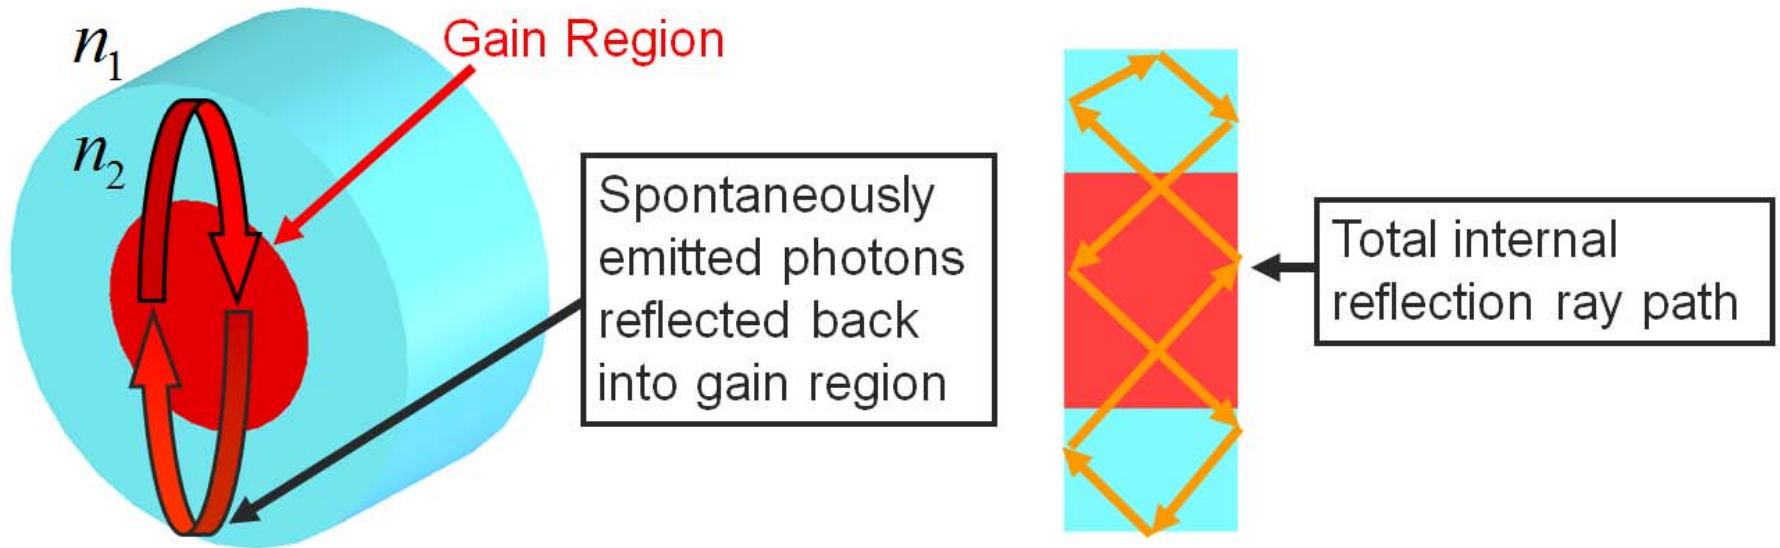 n₁
n₂
Gain Region
Spontaneously
emitted photons
reflected back
into gain region
Total internal
reflection ray path